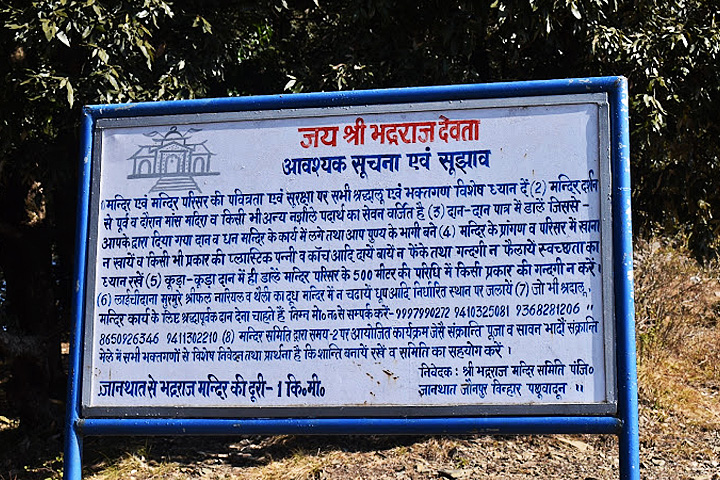 जय श्री भद्रराज देवता
आवश्यक सूचना एवं सूझाव
(मन्दिर एवं मन्दिर परिसर की पवित्रता एवं सुरक्षा पर सभी श्रद्धालू एवं भक्तगण विशेष ध्यान दें (2) मन्दिर दर्शन
से पूर्व व दौरान मांस मदिरा व किसी भी अन्य नशीले पदार्थ का सेवन वर्जित है (3) दान-दान पात्र में डालें जिससे-
आपके द्वारा दिया गया दान व धन मन्दिर के कार्य में लगे तथा आप पुण्य के भागी बने (4) मन्दिर के प्रांगण व परिसर में खाना
न खायें व किसी भी प्रकार की प्लास्टिक पन्नी व काँच आदि दायें बायें न फेंके तथा गन्दगी न फैलायें स्वच्छता का
ध्यान रखें (5) कूड़ा-कूड़ा दान में ही डालें मन्दिर परिसर के 500 मीटर की परिधि में किसी प्रकार की गन्दगी न करें।
(6) लाईचीदाना मुरमुरे श्रीफल नारियल व थैली का दूध मन्दिर में न चढायें धूप आदि निर्धारित स्थान पर जलायें (7) जो भी श्रदालू
मन्दिर कार्य के लिए श्रद्धापूर्वक दान देना चाहते है निम्न मो०न० से सम्पर्क करें-9997990272 9410325081 9368281206 ,,
8650926346 9411302210 (8) मन्दिर समिति द्वारा समय-2 पर आयोजित कार्यक्रम जैसे संक्रान्ति पूजा व सावन भादौं संक्रान्ति
मेले में सभी भक्तगणों से विशेष निवेदन तथा प्रार्थना है कि शान्ति बनाये रखें व समिति का सहयोग करें।
निवेदक: श्री भद्रराज मन्दिर समिति पंजि०
ज्ञानथात से भद्रराज मन्दिर की दूरी- 1 कि०मी०
ज्ञानथात जौनपुर विन्हार पछूवादून ,,